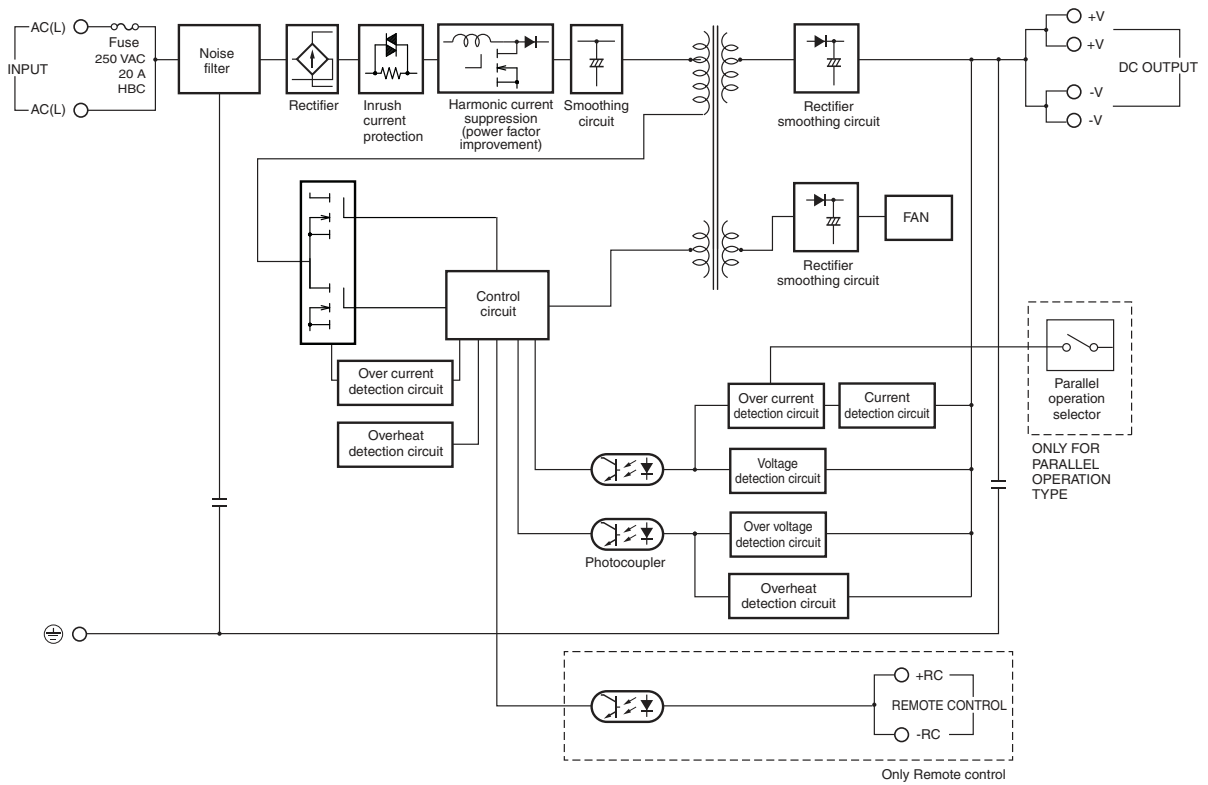 AC(L)
Fuse
250 VAC
20 A
HBC
INPUT
AC(L)
Noise
filter
Rectifier
Inrush
current
protection
Harmonic current
suppression
(power factor
improvement)
Smoothing
circuit
Rectifier
smoothing circuit
+V
+V
-V
-V
DC OUTPUT
Rectifier
smoothing circuit
FAN
Control
circuit
Over current
detection circuit
Overheat
detection circuit
Over current
detection circuit
Current
detection circuit
Parallel
operation
selector
ONLY FOR
PARALLEL
OPERATION
TYPE
Voltage
detection circuit
Over voltage
detection circuit
Photocoupler
Overheat
detection circuit
+RC
REMOTE CONTROL
-RC
Only Remote control